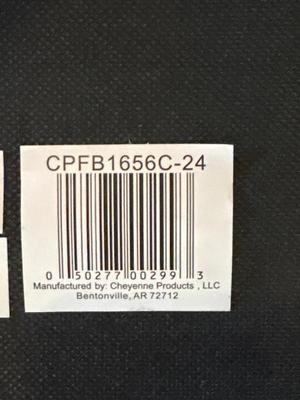 CPFB1656C-24
0 50277 00299 3
Manufactured by: Cheyenne Products , LLC
Bentonville, AR 72712